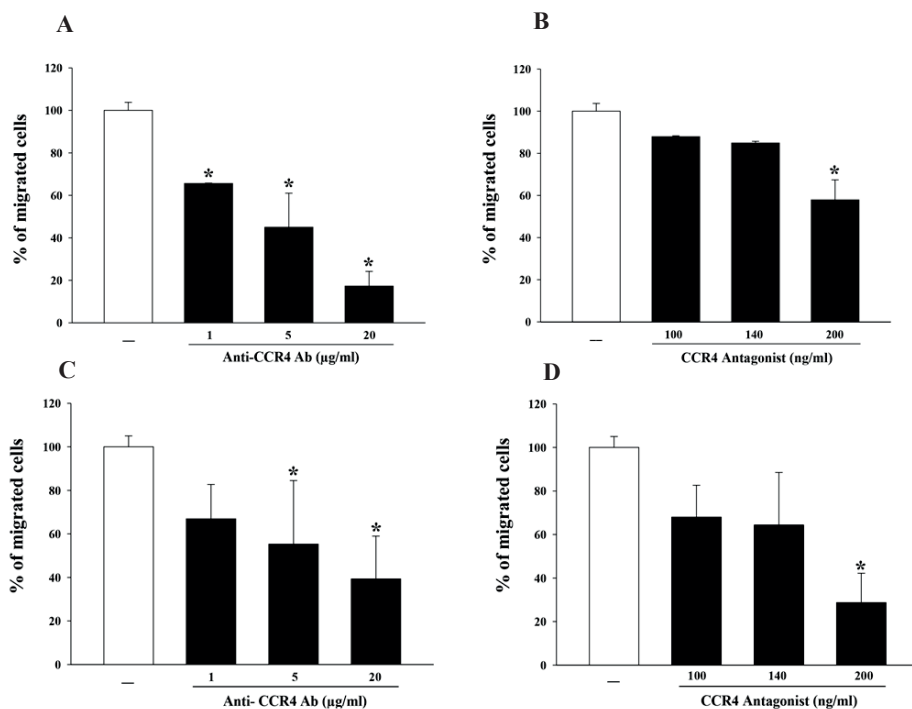 A
% of migrated cells
120
100
80
60
40
20
0
*
*
*
—
1 5 20
Anti-CCR4 Ab (µg/ml)
B
% of migrated cells
120
100
80
60
40
20
0
*
—
100 140 200
CCR4 Antagonist (ng/ml)
C
% of migrated cells
120
100
80
60
40
20
0
*
*
—
1 5 20
Anti- CCR4 Ab (µg/ml)
D
% of migrated cells
120
100
80
60
40
20
0
*
—
100 140 200
CCR4 Antagonist (ng/ml)